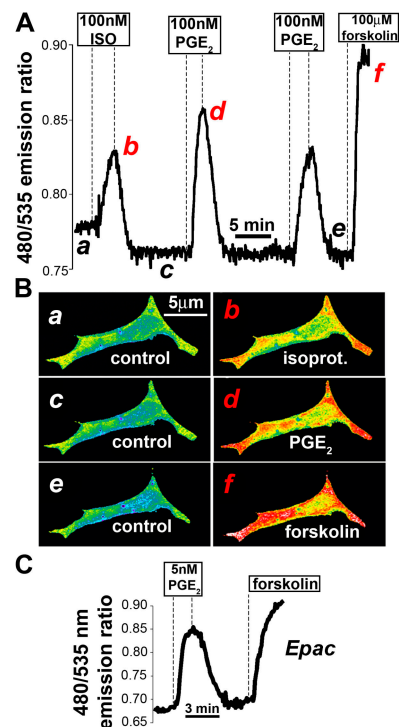 A
100nM
ISO
100nM
PGE2
100nM
PGE2
100µM
forskolin
480/535 emission ratio
0.90
0.85
0.80
0.75
a
b
c
d
5 min
e
f
B
a
5µm
control
b
isoprot.
c
control
d
PGE2
e
control
f
forskolin
C
5nM
PGE2
forskolin
480/535 nm
emission ratio
0.90
0.85
0.80
0.75
0.70
0.65
3 min
Epac